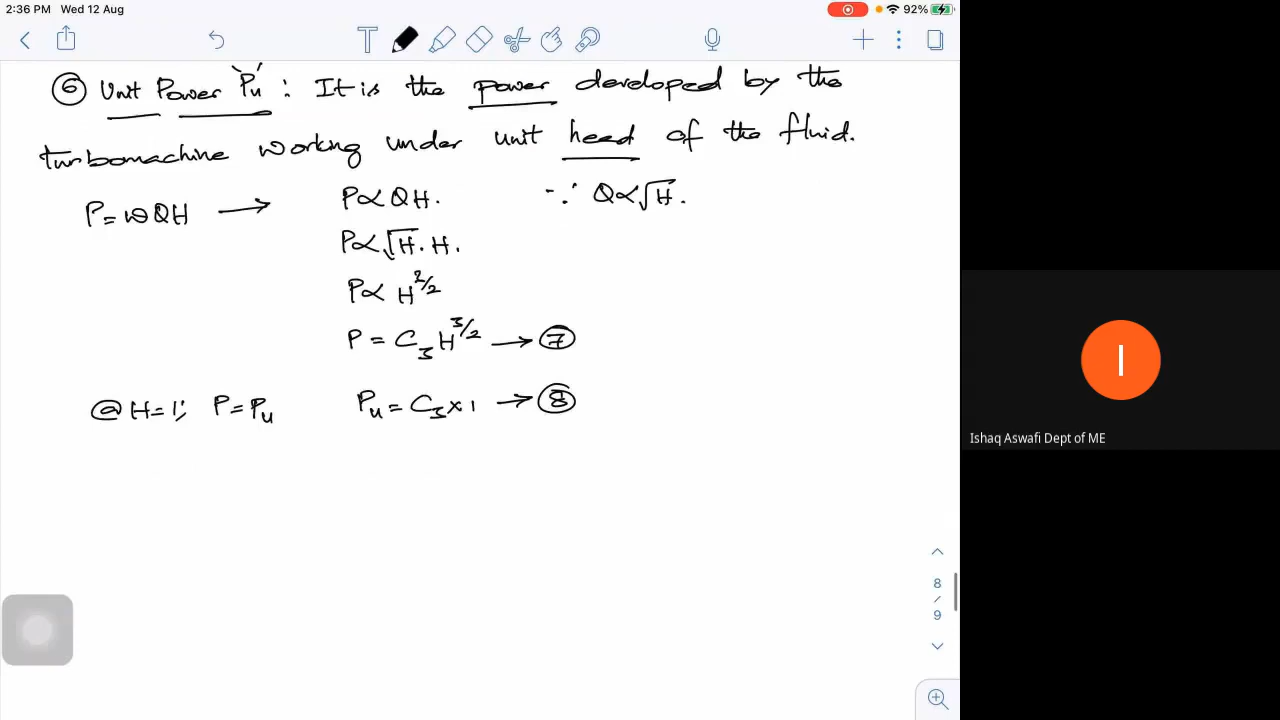 2:36 PM Wed 12 Aug
92%
⑥ Unit Power 'Pu' : It is the power developed by the
turbomachine working under unit head of the fluid.
P = wQH → P ∝ QH. ∵ Q ∝ √H.
P ∝ √H . H.
P ∝ H^2/2
P = C₃ H^3/2 → ⑦
@ H=1; P=Pu Pu = C₃ × 1 → ⑧
8
/
9
I
Ishaq Aswafi Dept of ME